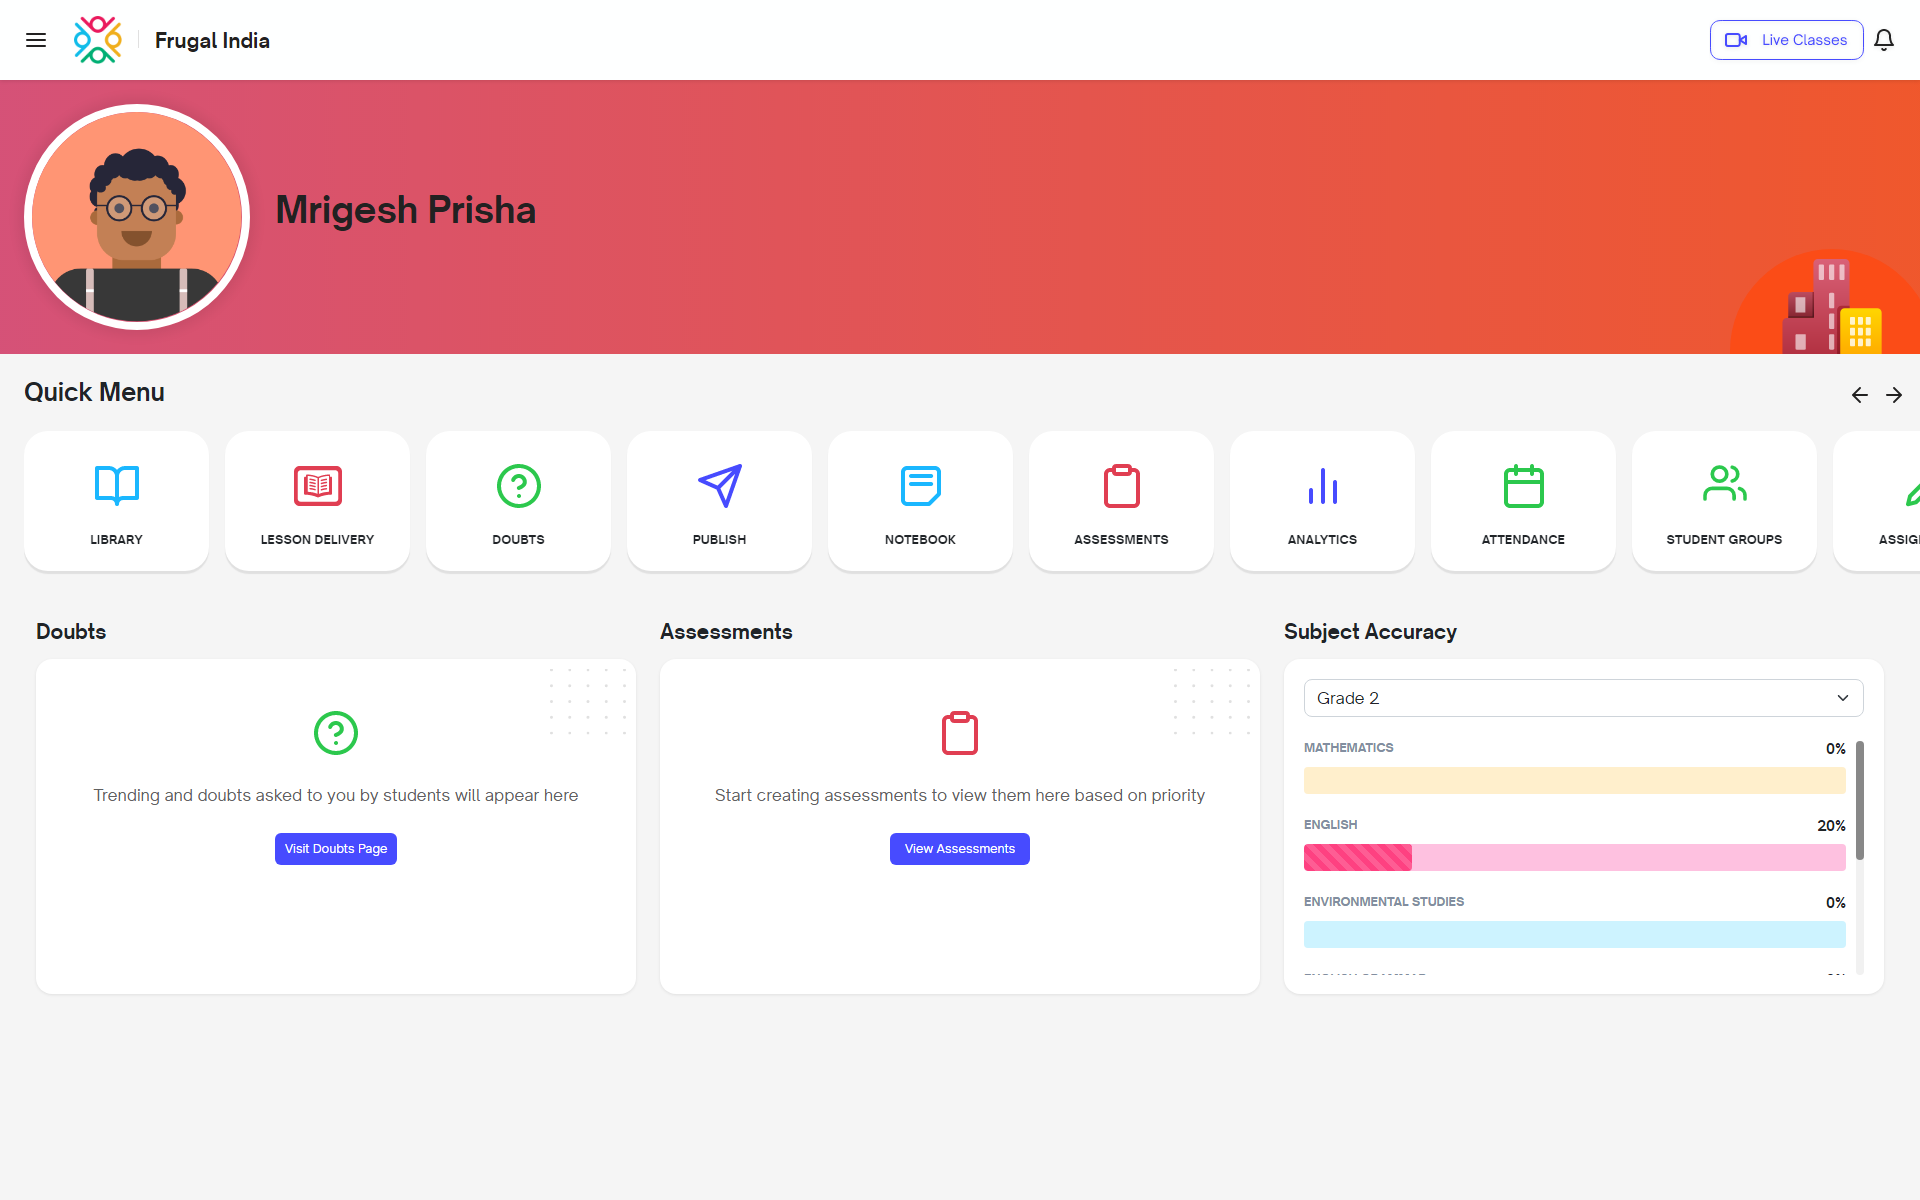 Frugal India
Live Classes
Mrigesh Prisha
Quick Menu
LIBRARY
LESSON DELIVERY
DOUBTS
PUBLISH
NOTEBOOK
ASSESSMENTS
ANALYTICS
ATTENDANCE
STUDENT GROUPS
Doubts
Trending and doubts asked to you by students will appear here
Visit Doubts Page
Assessments
Start creating assessments to view them here based on priority
View Assessments
Subject Accuracy
Grade 2
MATHEMATICS 0%
ENGLISH 20%
ENVIRONMENTAL STUDIES 0%